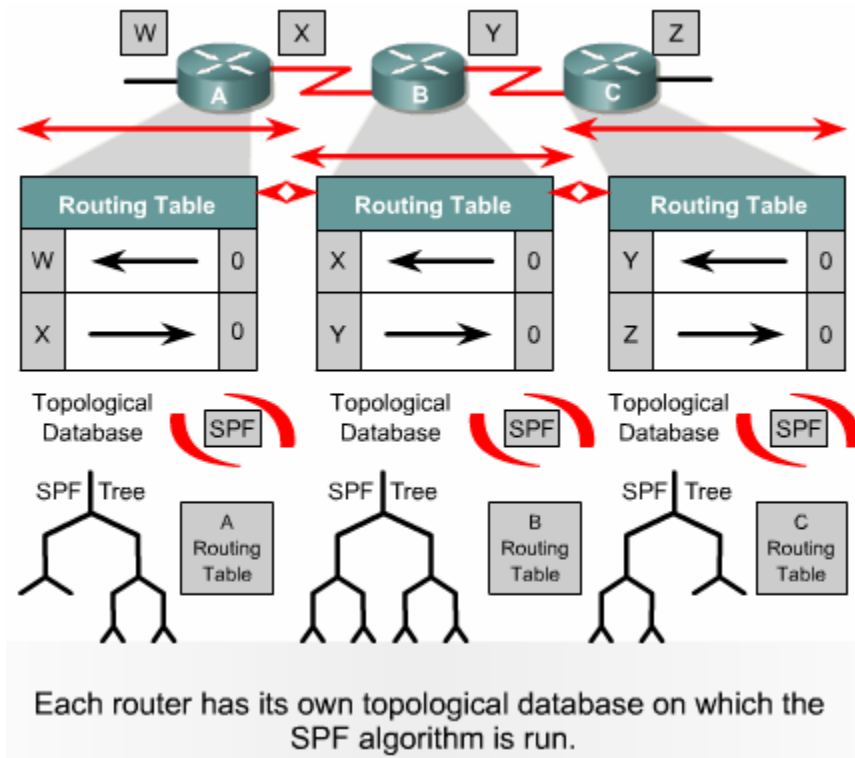 W
X
Y
Z
A
B
C
Routing Table
W 0
X 0
Routing Table
X 0
Y 0
Routing Table
Y 0
Z 0
Topological
Database
SPF
Topological
Database
SPF
Topological
Database
SPF
SPF Tree
A
Routing
Table
SPF Tree
B
Routing
Table
SPF Tree
C
Routing
Table
Each router has its own topological database on which the
SPF algorithm is run.